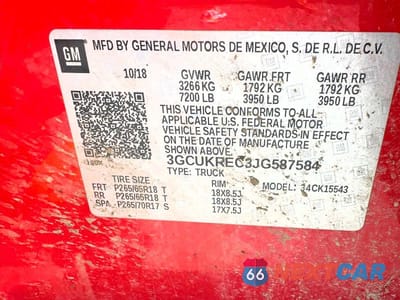 GM
MFD BY GENERAL MOTORS DE MEXICO, S. DE R.L. DE C.V.
10/18 GVWR GAWR FRT GAWR RR
3266 KG 1792 KG 1792 KG
7200 LB 3950 LB 3950 LB
THIS VEHICLE CONFORMS TO ALL
APPLICABLE U.S. FEDERAL MOTOR
VEHICLE SAFETY STANDARDS IN
EFFECT ON THE DATE OF MANUFACTURE
SHOWN ABOVE.
3GCUKREC3JG587584
TYPE: TRUCK
TIRE SIZE RIM: MODEL: 14CK15543
FRT P265/65R18 T 18X8.5J
RR P265/65R18 T 18X8.5J
SPA P265/70R17 S 17X7.5J
66
CAR